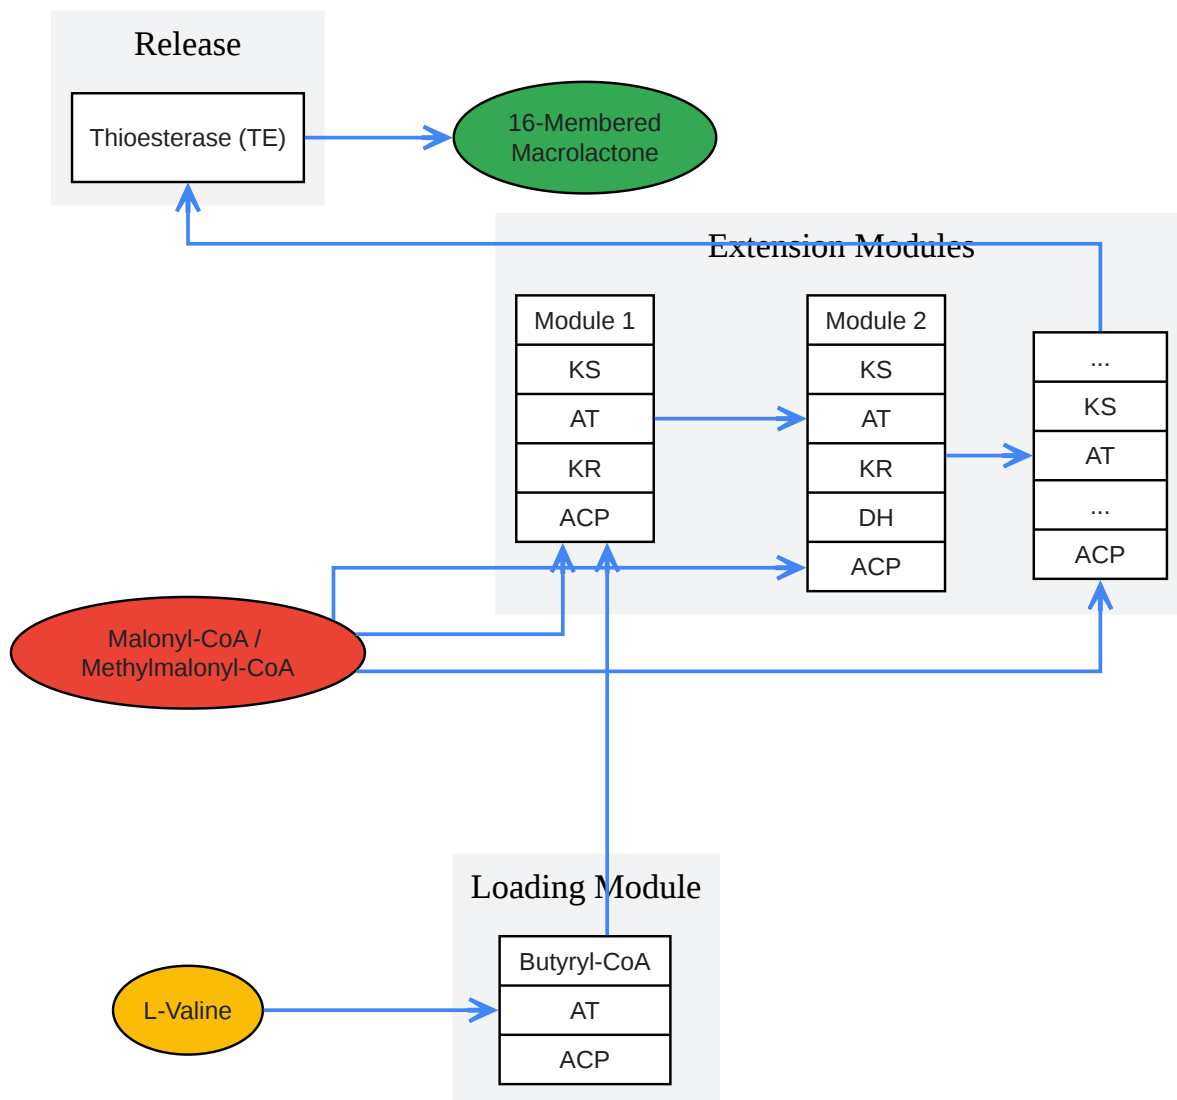 Release
Thioesterase (TE)
16-Membered
Macrolactone
Extension Modules
Module 1
KS
AT
KR
ACP
Module 2
KS
AT
KR
DH
ACP
...
KS
AT
...
ACP
Malonyl-CoA /
Methylmalonyl-CoA
Loading Module
Butyryl-CoA
AT
ACP
L-Valine